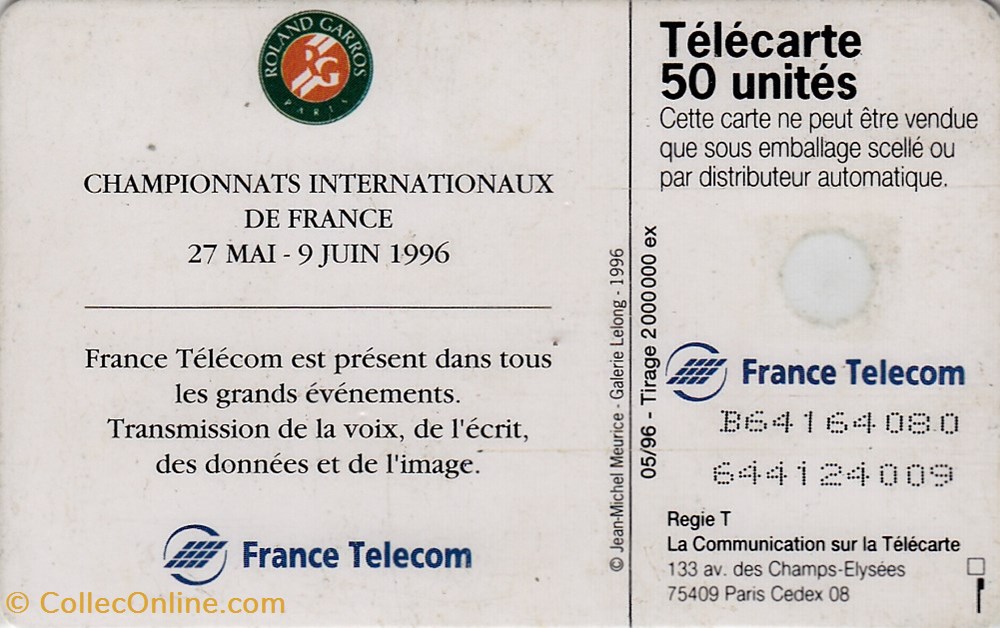 ROLAND GARROS
RG
PARIS
CHAMPIONNATS INTERNATIONAUX
DE FRANCE
27 MAI - 9 JUIN 1996
France Télécom est présent dans tous
les grands événements.
Transmission de la voix, de l'écrit,
des données et de l'image.
France Telecom
© Jean-Michel Meurice - Galerie Lelong - 1996
05/96 - Tirage 2000000 ex
Télécarte
50 unités
Cette carte ne peut être vendue
que sous emballage scellé ou
par distributeur automatique.
France Telecom
B64164080
644124009
Regie T
La Communication sur la Télécarte
133 av. des Champs-Elysées
75409 Paris Cedex 08
© CollecOnline.com